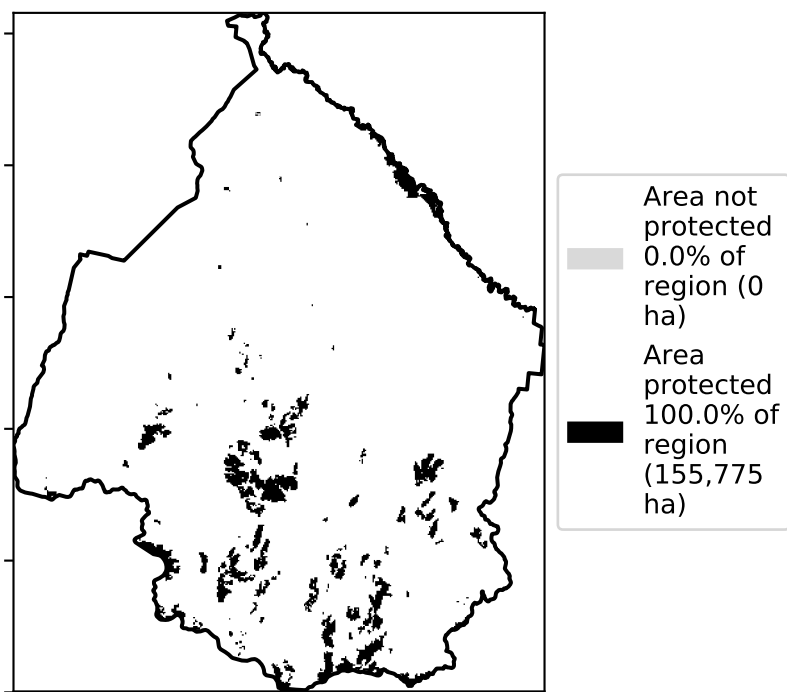 Area not
protected
0.0% of
region (0
ha)
Area
protected
100.0% of
region
(155,775
ha)